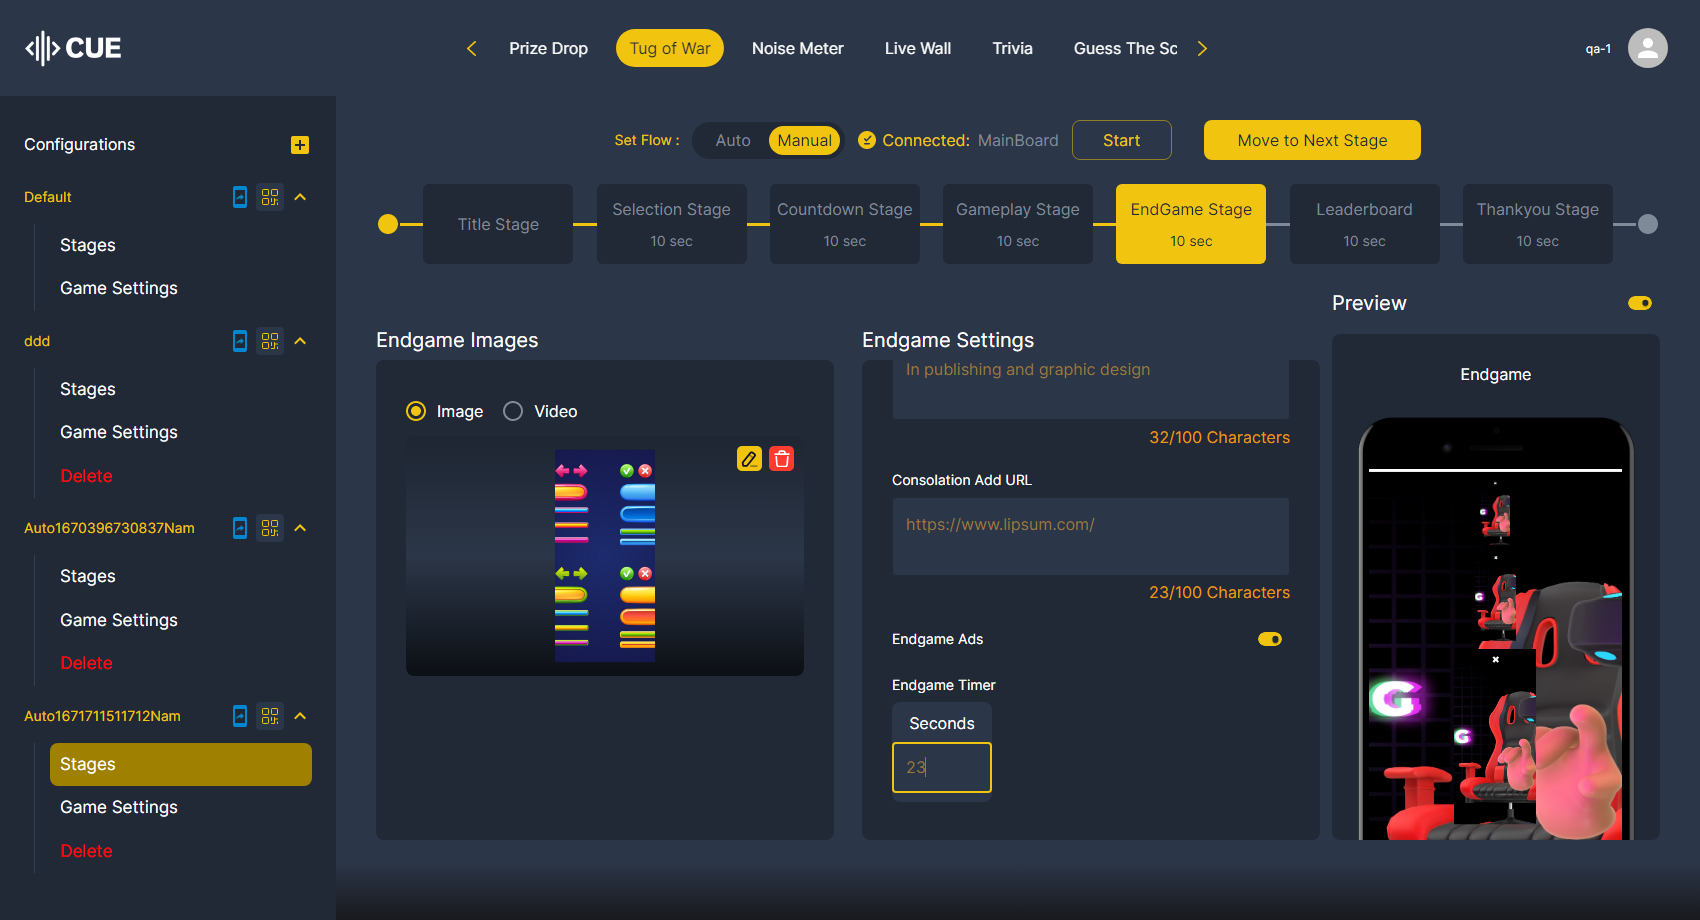 CUE
Prize Drop
Tug of War
Noise Meter
Live Wall
Trivia
Guess The Sc
qa-1
Configurations
Default
Stages
Game Settings
ddd
Stages
Game Settings
Delete
Auto1670396730837Nam
Stages
Game Settings
Delete
Auto1671711511712Nam
Stages
Game Settings
Delete
Set Flow :
Auto
Manual
Connected: MainBoard
Start
Move to Next Stage
Title Stage
Selection Stage
10 sec
Countdown Stage
10 sec
Gameplay Stage
10 sec
EndGame Stage
10 sec
Leaderboard
10 sec
Thankyou Stage
10 sec
Endgame Images
Image
Video
Endgame Settings
In publishing and graphic design
32/100 Characters
Consolation Add URL
https://www.lipsum.com/
23/100 Characters
Endgame Ads
Endgame Timer
Seconds
23
Preview
Endgame
G
G